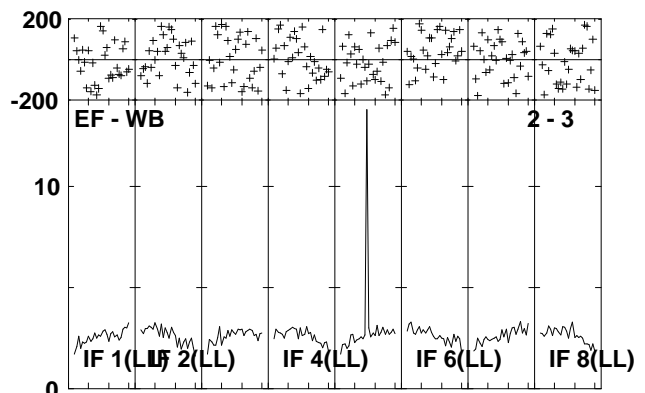 200
-200
EF - WB 2 - 3
10
IF 1(LL) IF 2(LL) IF 4(LL) IF 6(LL) IF 8(LL)
0